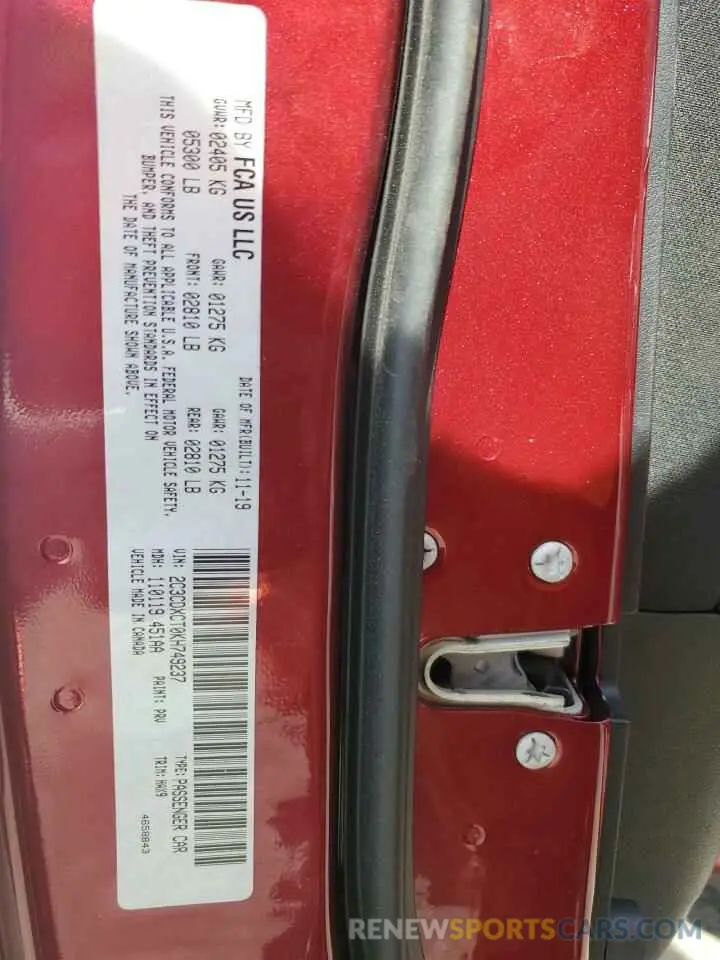 MFD BY FCA US LLC
DATE OF MFR(BUILT): 11-19
GVWR: 02405 KG
GAWR: 01275 KG
GAWR: 01275 KG
05300 LB
FRONT: 02810 LB
REAR: 02810 LB
THIS VEHICLE CONFORMS TO ALL APPLICABLE U.S.A. FEDERAL MOTOR VEHICLE SAFETY,
BUMPER, AND THEFT PREVENTION STANDARDS IN EFFECT ON
THE DATE OF MANUFACTURE SHOWN ABOVE.
VIN: 2C3CDXCT0KH749237
TYPE: PASSENGER CAR
MDH: 110119 451AA
PAINT: PRV
TRIM: HAX9
VEHICLE MADE IN CANADA
4658843
RENEWSPORTSCARS.COM